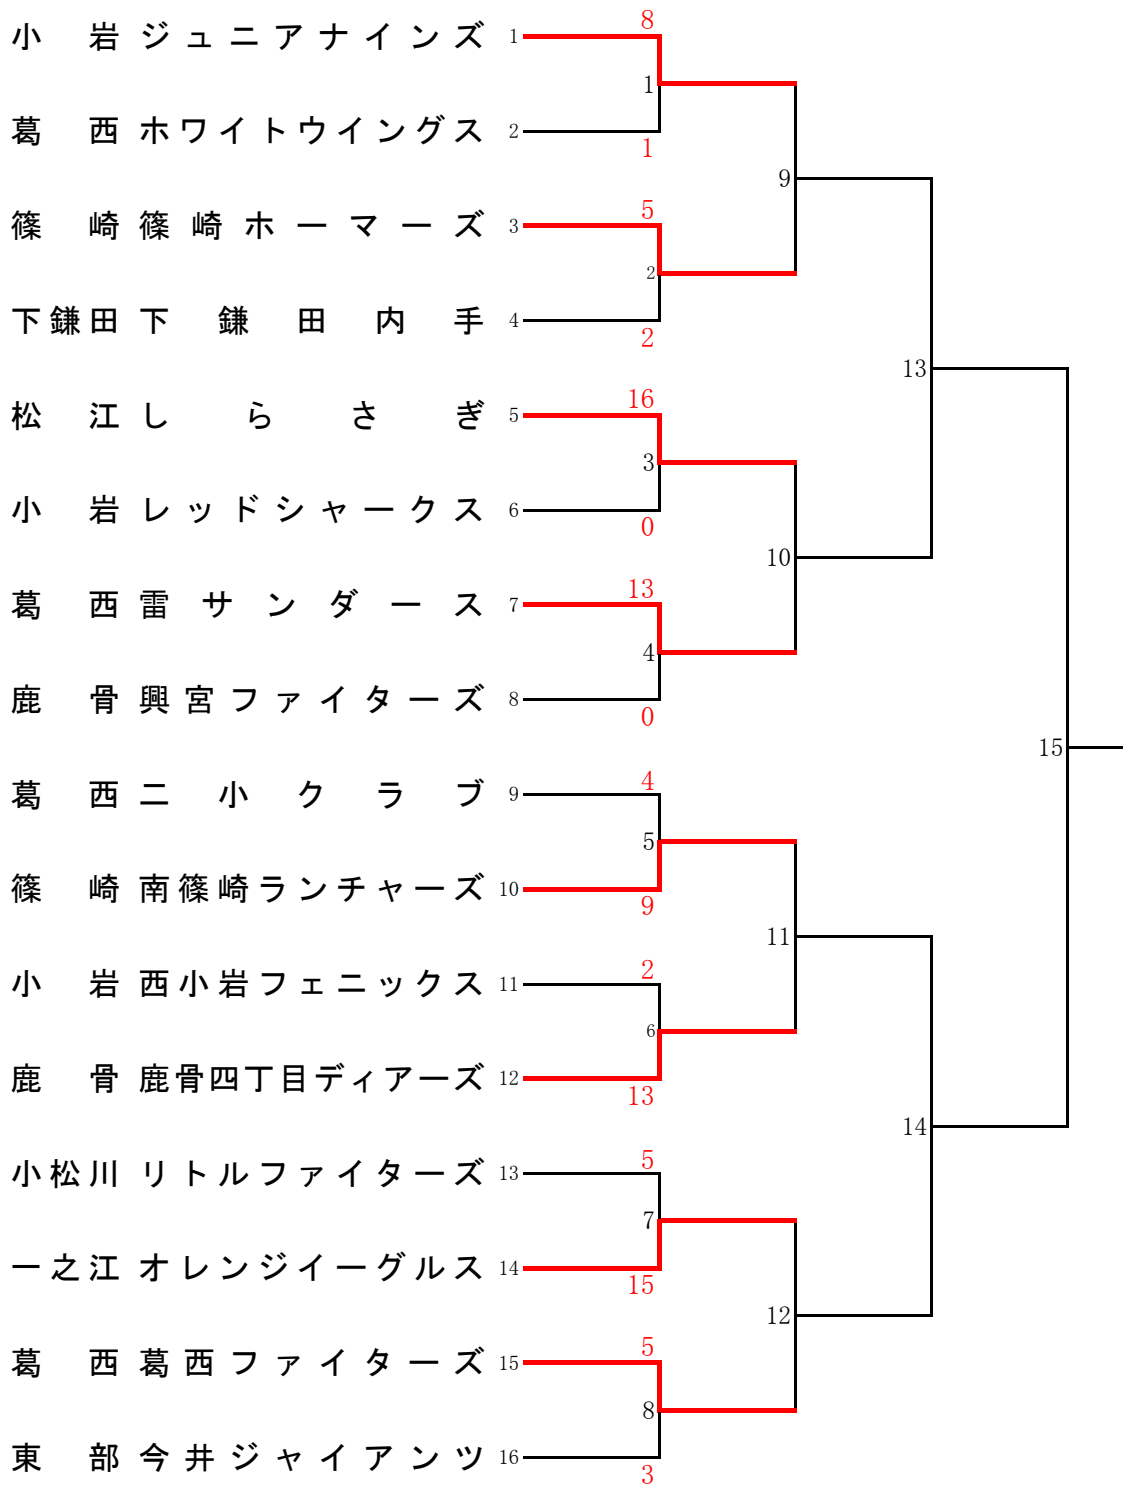 小岩 ジュニアナインズ 1 8
1
葛西 ホワイトウイングス 2 1
9
篠崎 篠崎ホーマーズ 3 5
2
下鎌田 下鎌田内手 4 2
13
松江 しらさぎ 5 16
3
小岩 レッドシャークス 6 0
10
葛西 雷サンダース 7 13
4
鹿骨 興宮ファイターズ 8 0
15
葛西 二小クラブ 9 4
5
篠崎 南篠崎ランチャーズ 10 9
11
小岩 西小岩フェニックス 11 2
6
鹿骨 鹿骨四丁目ディアーズ 12 13
14
小松川 リトルファイターズ 13 5
7
一之江 オレンジイーグルス 14 15
12
葛西 葛西ファイターズ 15 5
8
東部 今井ジャイアンツ 16 3